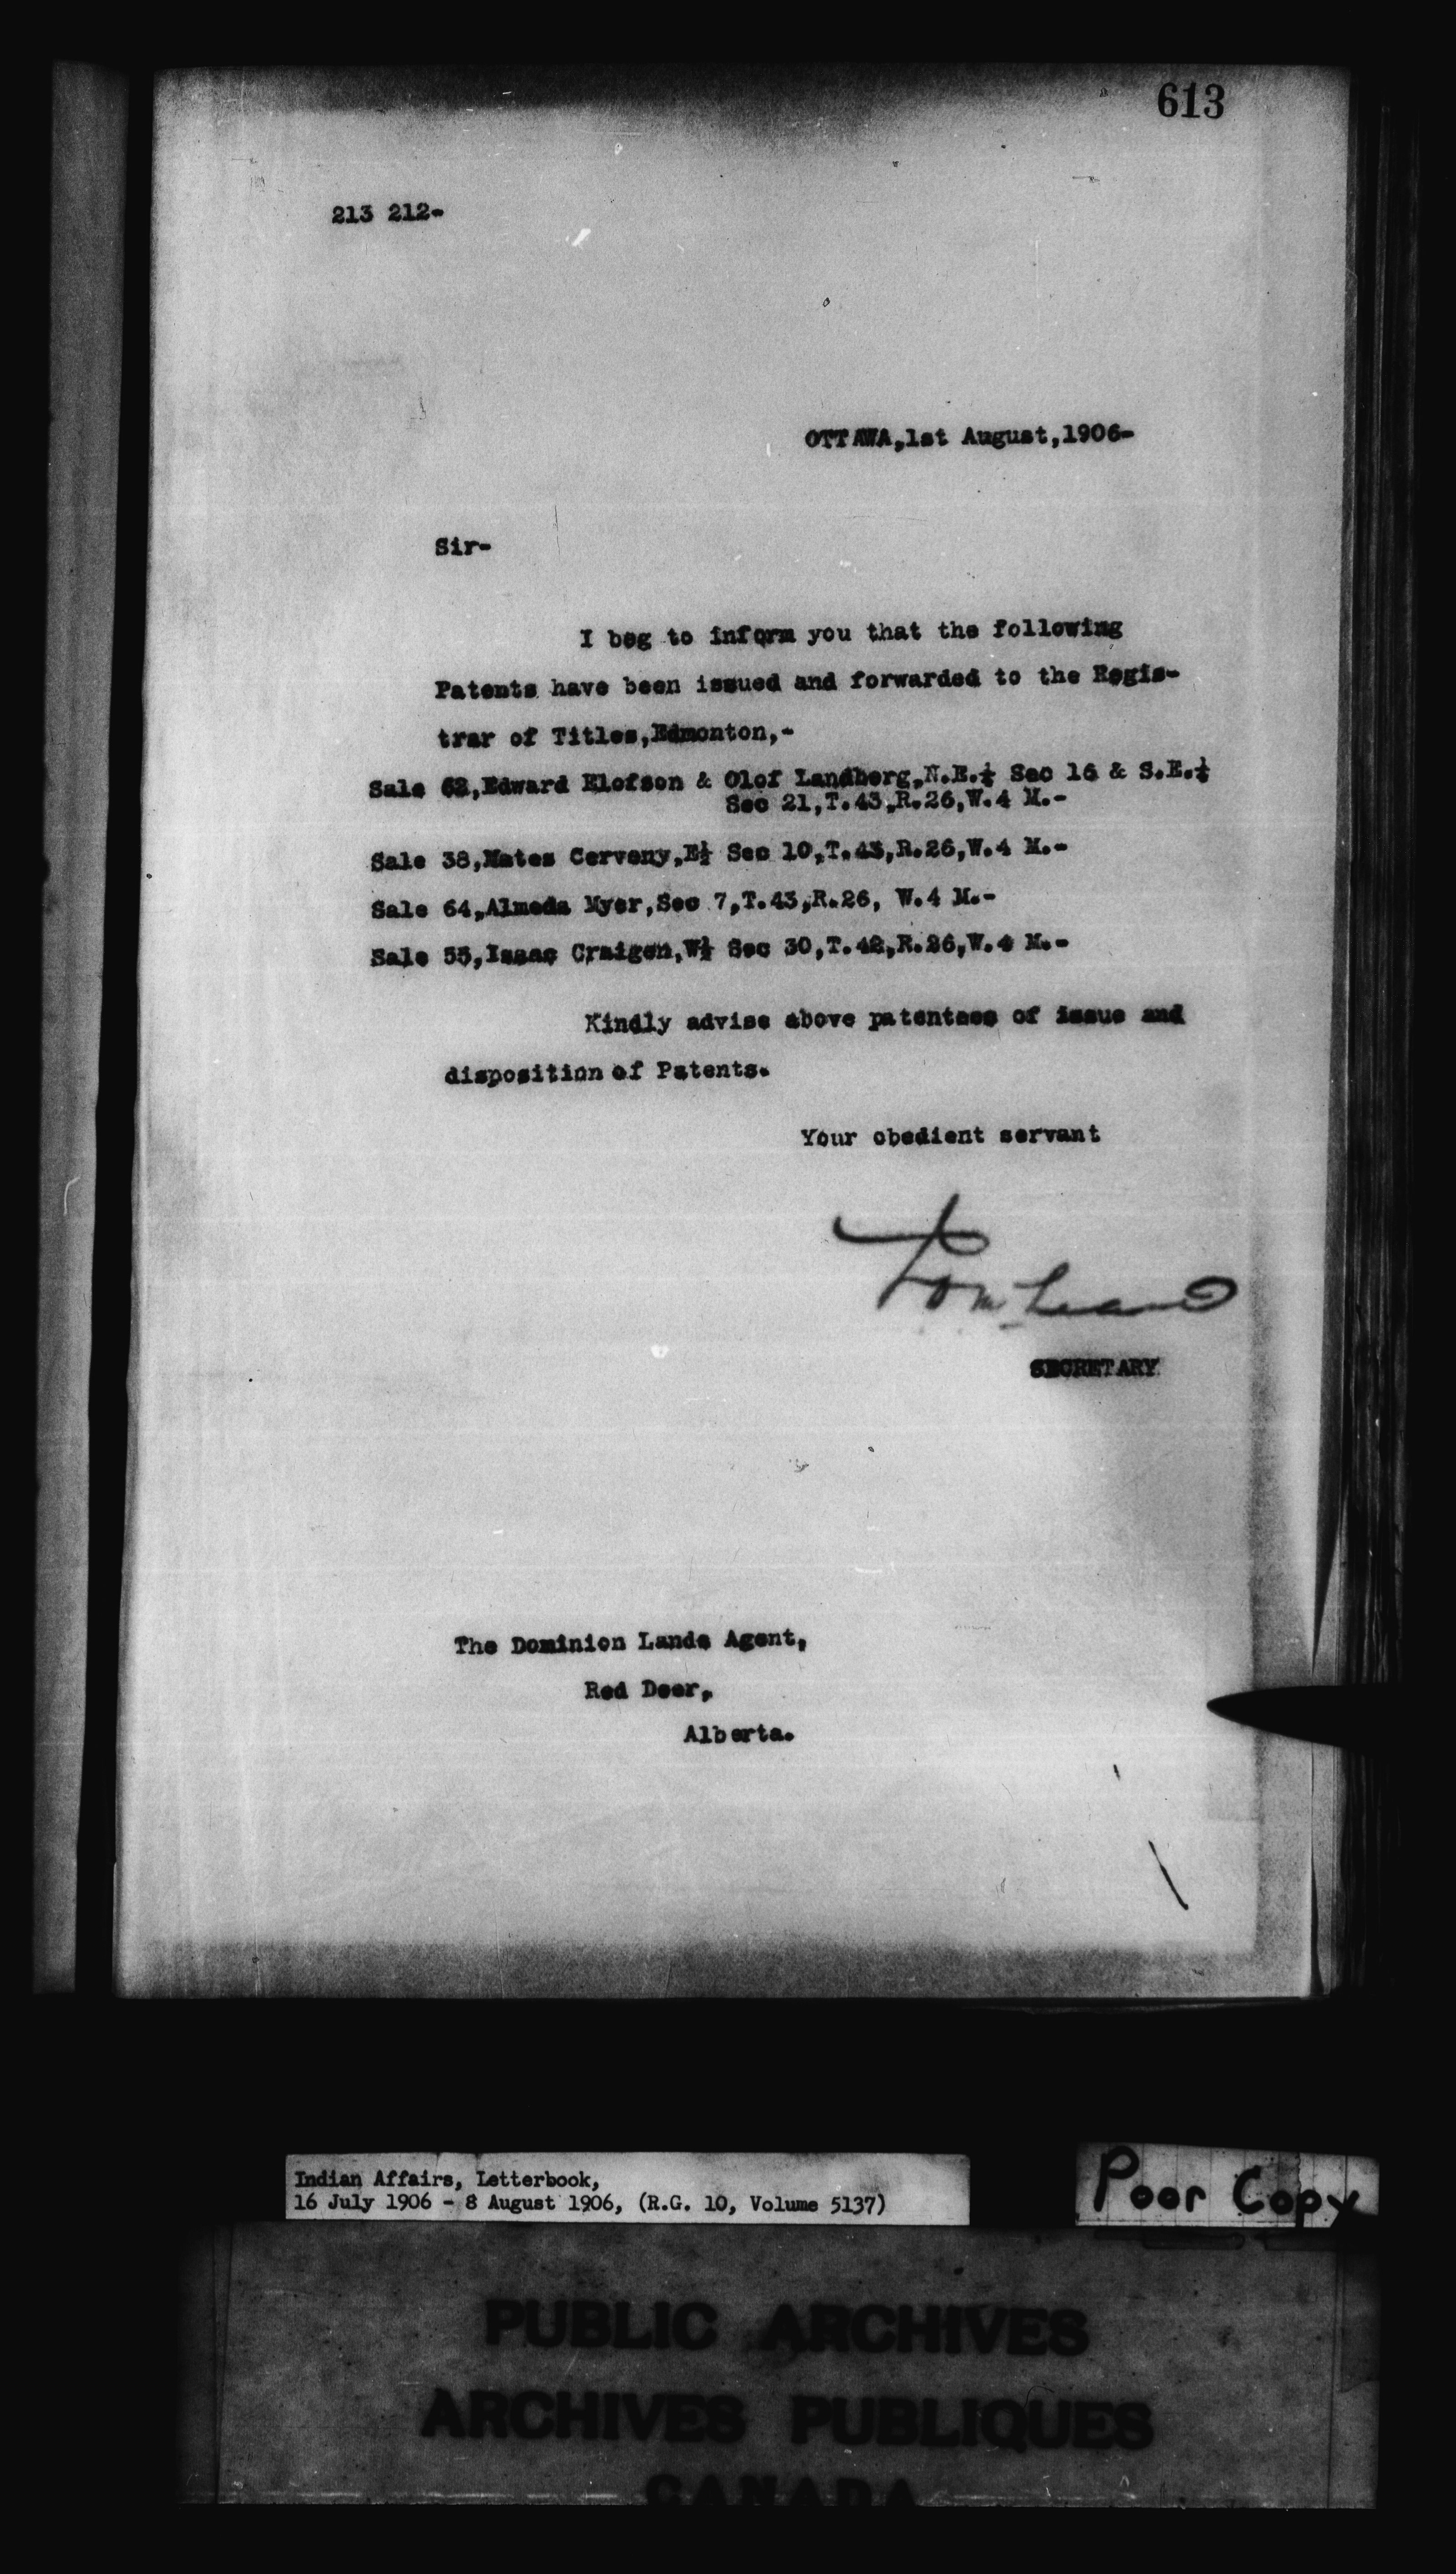 613
213 212-
OTTAWA,1st August,1906-
Sir-
I beg to inform you that the following
Patents have been issued and forwarded to the Regis-
trar of Titles,Edmonton,-
Sale 62,Edward Elofson & Olof Landberg,N.E.¼ Sec 16 & S.E.¼
Sec 21,T.43,R.26,W.4 M.-
Sale 38,Mates Cerveny,E½ Sec 10,T.43,R.26,W.4 M.-
Sale 64,Almeda Myer,Sec 7,T.43,R.26, W.4 M.-
Sale 55,Isaac Craigen,W½ Sec 30,T.42,R.26,W.4 M.-
Kindly advise above patentees of issue and
disposition of Patents.
Your obedient servant
SECRETARY
The Dominion Lands Agent,
Red Deer,
Alberta.
Indian Affairs, Letterbook,
16 July 1906 - 8 August 1906, (R.G. 10, Volume 5137)
Poor Copy
PUBLIC ARCHIVES
ARCHIVES PUBLIQUES
CANADA